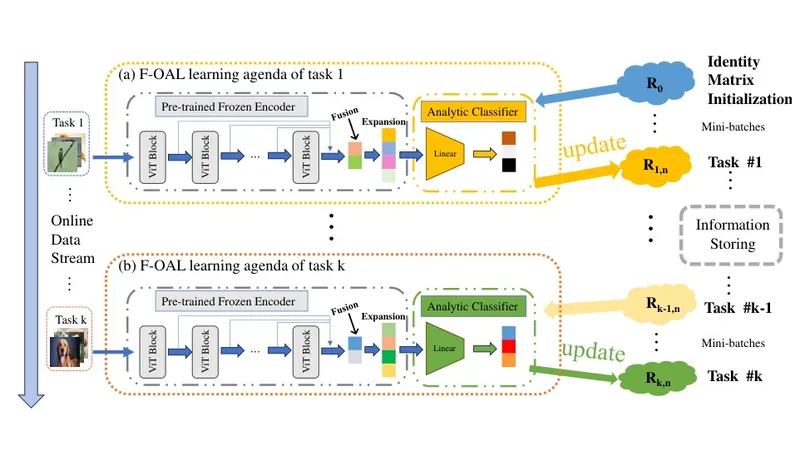 (a) F-OAL learning agenda of task 1
Task 1
Pre-trained Frozen Encoder
ViT Block
ViT Block
...
ViT Block
Fusion
Expansion
Analytic Classifier
Linear
update
R0
Identity
Matrix
Initialization
Mini-batches
R1,n
Task #1
Online
Data
Stream
Information
Storing
(b) F-OAL learning agenda of task k
Task k
Pre-trained Frozen Encoder
ViT Block
ViT Block
...
ViT Block
Fusion
Expansion
Analytic Classifier
Linear
update
Rk-1,n
Task #k-1
Mini-batches
Rk,n
Task #k